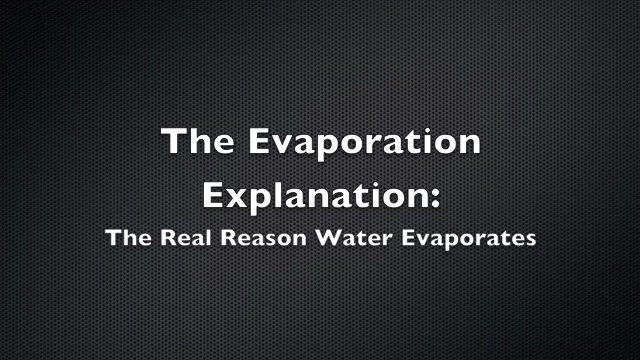 The Evaporation
Explanation:
The Real Reason Water Evaporates